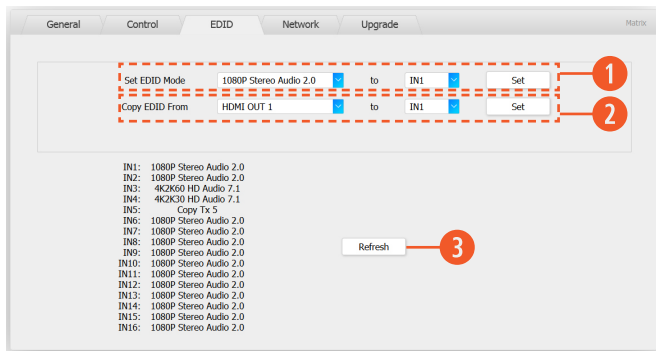 General Control EDID Network Upgrade Matrix
Set EDID Mode 1080P Stereo Audio 2.0 to IN1 Set 1
Copy EDID From HDMI OUT 1 to IN1 Set 2
IN1: 1080P Stereo Audio 2.0
IN2: 1080P Stereo Audio 2.0
IN3: 4K2K60 HD Audio 7.1
IN4: 4K2K30 HD Audio 7.1
IN5: Copy Tx 5
IN6: 1080P Stereo Audio 2.0
IN7: 1080P Stereo Audio 2.0
IN8: 1080P Stereo Audio 2.0
Refresh 3
IN9: 1080P Stereo Audio 2.0
IN10: 1080P Stereo Audio 2.0
IN11: 1080P Stereo Audio 2.0
IN12: 1080P Stereo Audio 2.0
IN13: 1080P Stereo Audio 2.0
IN14: 1080P Stereo Audio 2.0
IN15: 1080P Stereo Audio 2.0
IN16: 1080P Stereo Audio 2.0